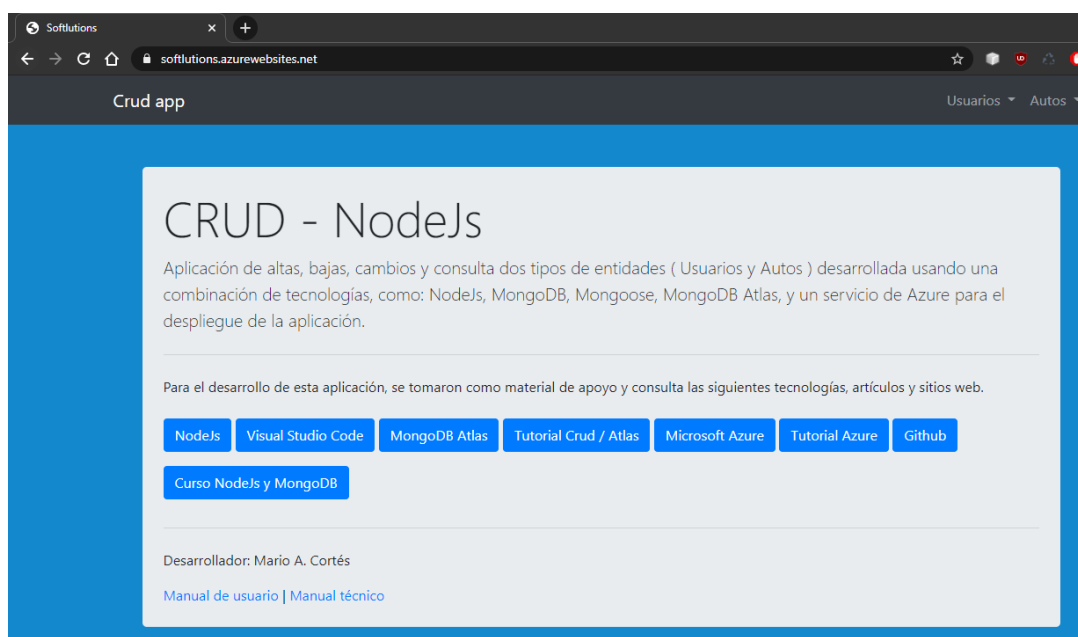 Softlutions
softlutions.azurewebsites.net
Crud app
Usuarios
Autos
CRUD - NodeJs
Aplicación de altas, bajas, cambios y consulta dos tipos de entidades ( Usuarios y Autos ) desarrollada usando una
combinación de tecnologías, como: NodeJs, MongoDB, Mongoose, MongoDB Atlas, y un servicio de Azure para el
despliegue de la aplicación.
Para el desarrollo de esta aplicación, se tomaron como material de apoyo y consulta las siguientes tecnologías, artículos y sitios web.
NodeJs
Visual Studio Code
MongoDB Atlas
Tutorial Crud / Atlas
Microsoft Azure
Tutorial Azure
Github
Curso NodeJs y MongoDB
Desarrollador: Mario A. Cortés
Manual de usuario | Manual técnico